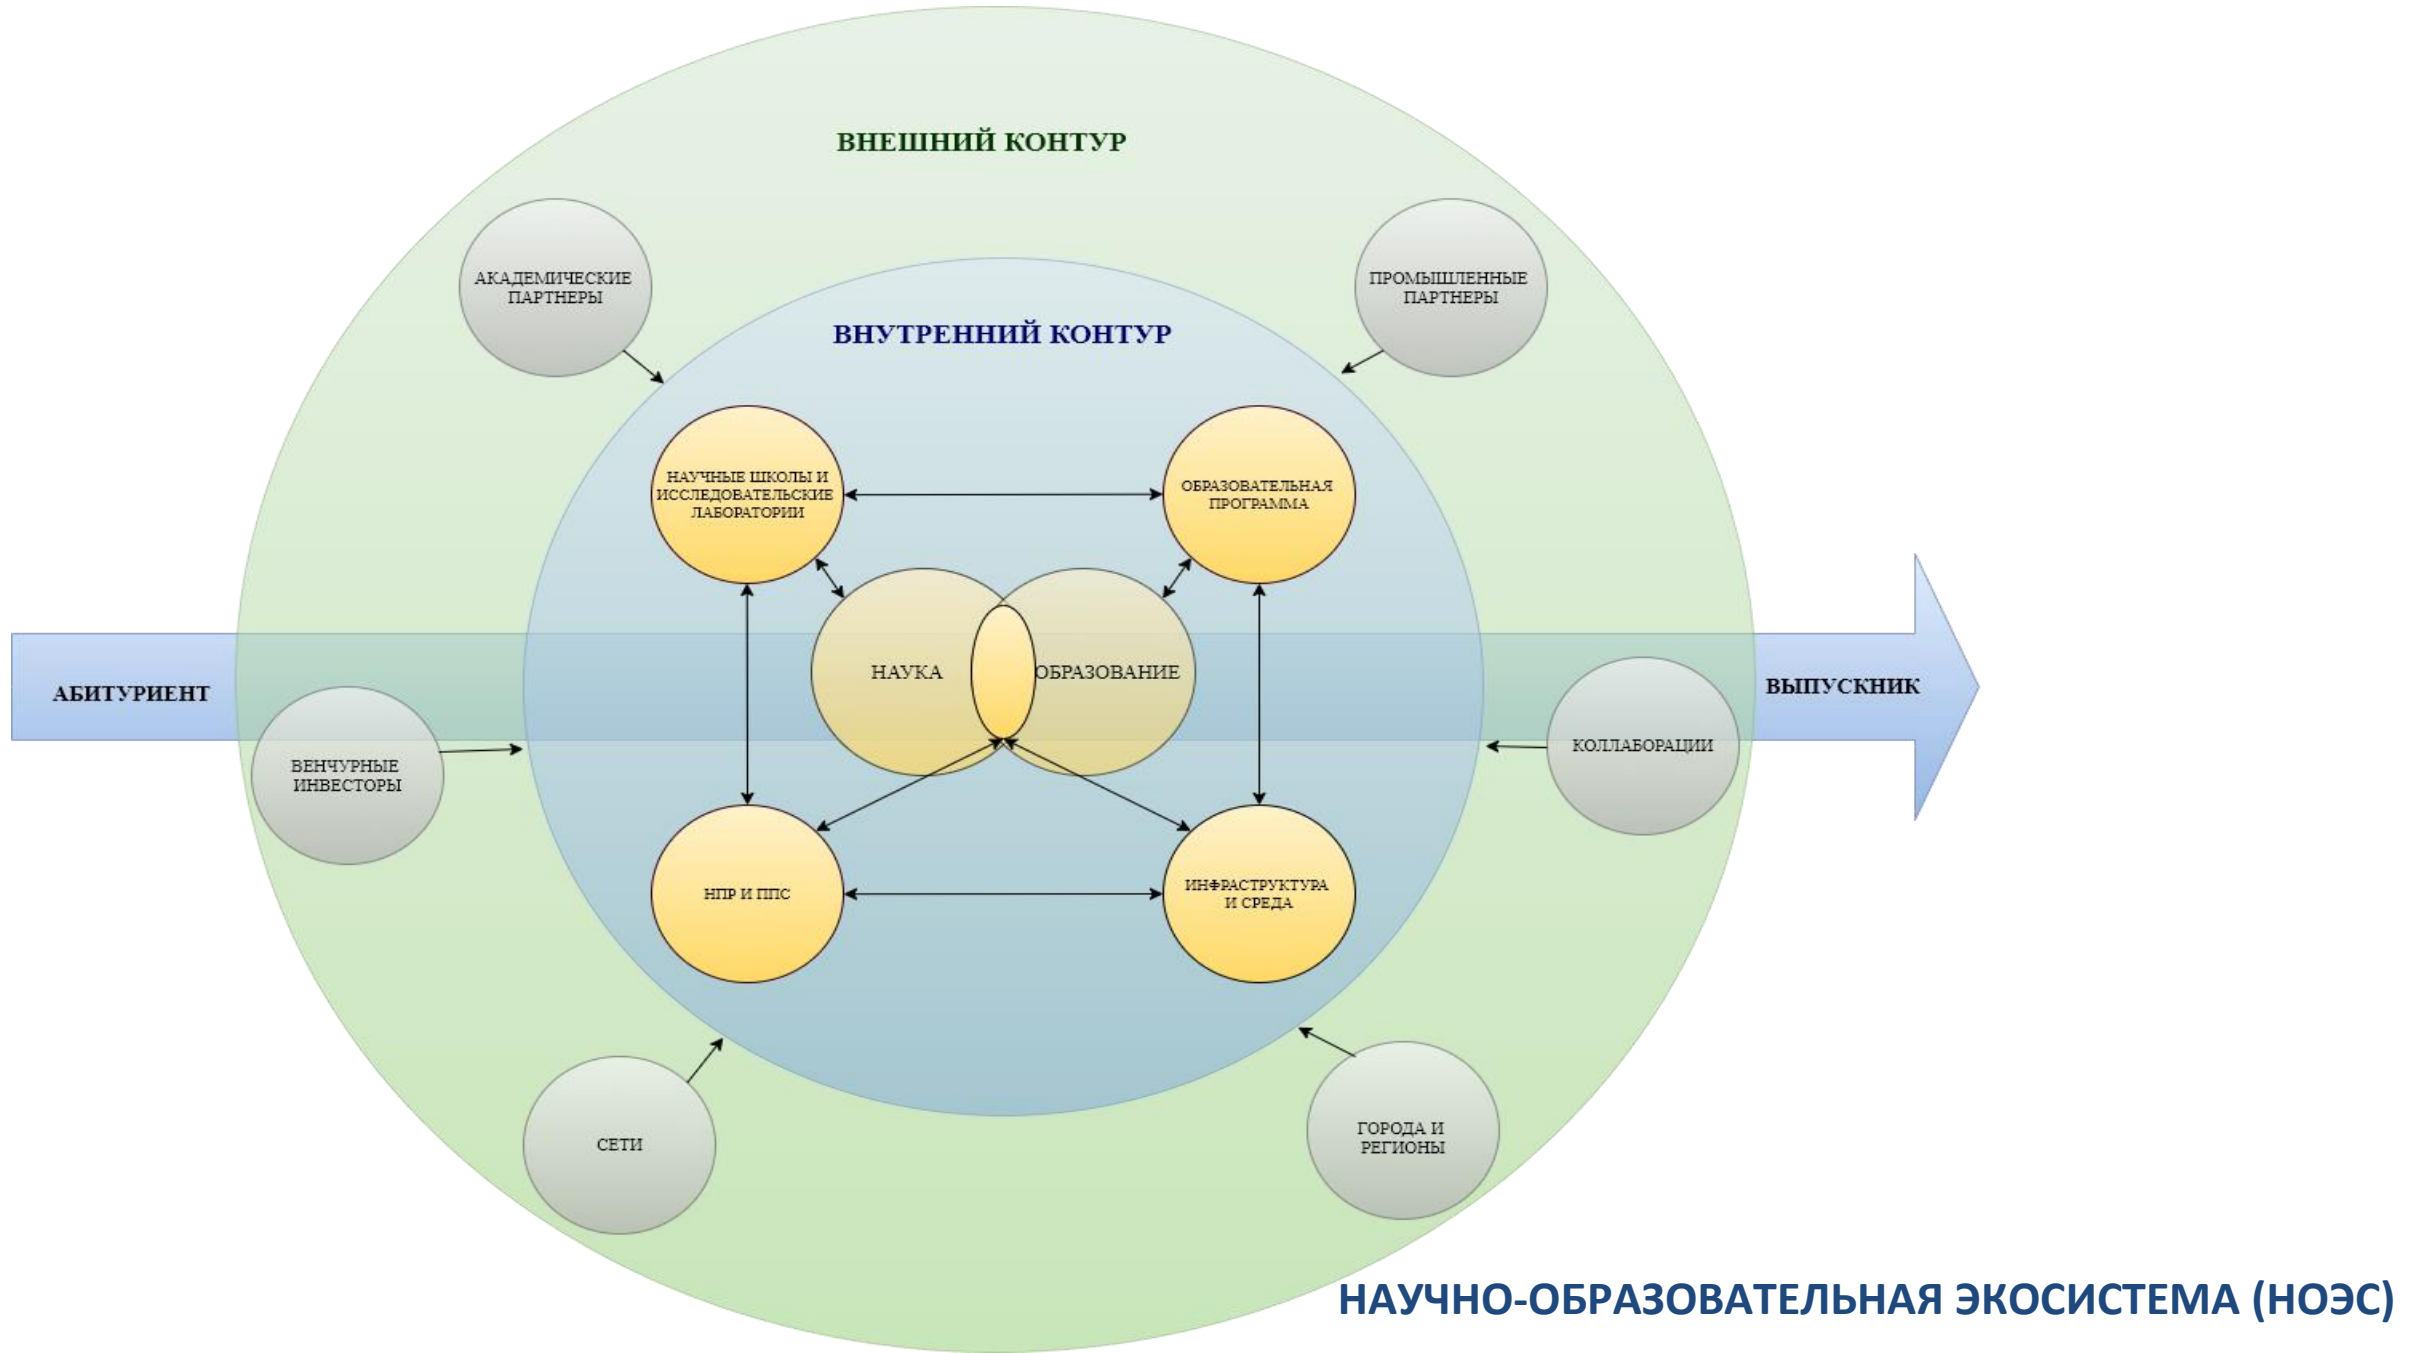 ВНЕШНИЙ КОНТУР
АКАДЕМИЧЕСКИЕ
ПАРТНЕРЫ
ПРОМЫШЛЕННЫЕ
ПАРТНЕРЫ
ВНУТРЕННИЙ КОНТУР
НАУЧНЫЕ ШКОЛЫ И
ИССЛЕДОВАТЕЛЬСКИЕ
ЛАБОРАТОРИИ
ОБРАЗОВАТЕЛЬНАЯ
ПРОГРАММА
НАУКА
ОБРАЗОВАНИЕ
АБИТУРИЕНТ
ВЫПУСКНИК
ВЕНЧУРНЫЕ
ИНВЕСТОРЫ
КОЛЛАБОРАЦИИ
НПР И ППС
ИНФРАСТРУКТУРА
И СРЕДА
СЕТИ
ГОРОДА И
РЕГИОНЫ
НАУЧНО-ОБРАЗОВАТЕЛЬНАЯ ЭКОСИСТЕМА (НОЭС)